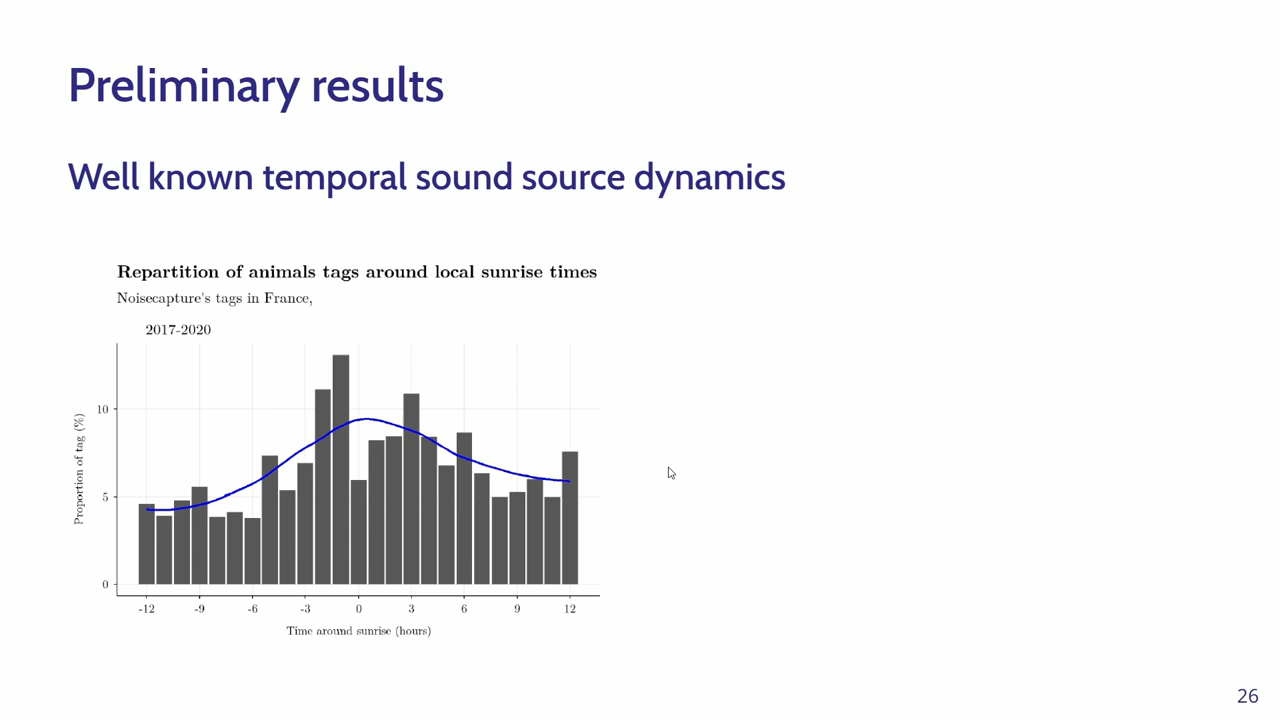 Preliminary results
Well known temporal sound source dynamics
Repartition of animals tags around local sunrise times
Noisecapture's tags in France,
2017-2020
Proportion of tag (%)
10
5
0
-12 -9 -6 -3 0 3 6 9 12
Time around sunrise (hours)
26